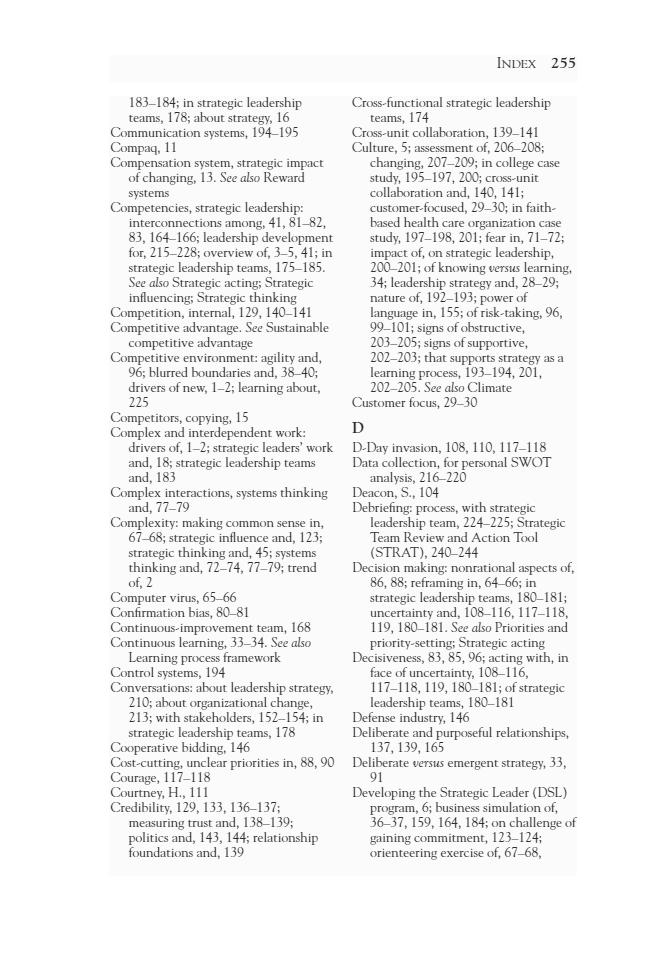 INDEX 255
183–184; in strategic leadership
teams, 178; about strategy, 16
Communication systems, 194–195
Compaq, 11
Compensation system, strategic impact
of changing, 13. See also Reward
systems
Competencies, strategic leadership:
interconnections among, 41, 81–82,
83, 164–166; leadership development
for, 215–228; overview of, 3–5, 41; in
strategic leadership teams, 175–185.
See also Strategic acting; Strategic
influencing; Strategic thinking
Competition, internal, 129, 140–141
Competitive advantage. See Sustainable
competitive advantage
Competitive environment: agility and,
96; blurred boundaries and, 38–40;
drivers of new, 1–2; learning about,
225
Competitors, copying, 15
Complex and interdependent work:
drivers of, 1–2; strategic leaders’ work
and, 18; strategic leadership teams
and, 183
Complex interactions, systems thinking
and, 77–79
Complexity: making common sense in,
67–68; strategic influence and, 123;
strategic thinking and, 45; systems
thinking and, 72–74, 77–79; trend
of, 2
Computer virus, 65–66
Confirmation bias, 80–81
Continuous-improvement team, 168
Continuous learning, 33–34. See also
Learning process framework
Control systems, 194
Conversations: about leadership strategy,
210; about organizational change,
213; with stakeholders, 152–154; in
strategic leadership teams, 178
Cooperative bidding, 146
Cost-cutting, unclear priorities in, 88, 90
Courage, 117–118
Courtney, H., 111
Credibility, 129, 133, 136–137;
measuring trust and, 138–139;
politics and, 143, 144; relationship
foundations and, 139
Cross-functional strategic leadership
teams, 174
Cross-unit collaboration, 139–141
Culture, 5; assessment of, 206–208;
changing, 207–209; in college case
study, 195–197, 200; cross-unit
collaboration and, 140, 141;
customer-focused, 29–30; in faith-
based health care organization case
study, 197–198, 201; fear in, 71–72;
impact of, on strategic leadership,
200–201; of knowing versus learning,
34; leadership strategy and, 28–29;
nature of, 192–193; power of
language in, 155; of risk-taking, 96,
99–101; signs of obstructive,
203–205; signs of supportive,
202–203; that supports strategy as a
learning process, 193–194, 201,
202–205. See also Climate
Customer focus, 29–30
D
D-Day invasion, 108, 110, 117–118
Data collection, for personal SWOT
analysis, 216–220
Deacon, S., 104
Debriefing: process, with strategic
leadership team, 224–225; Strategic
Team Review and Action Tool
(STRAT), 240–244
Decision making: nonrational aspects of,
86, 88; reframing in, 64–66; in
strategic leadership teams, 180–181;
uncertainty and, 108–116, 117–118,
119, 180–181. See also Priorities and
priority-setting; Strategic acting
Decisiveness, 83, 85, 96; acting with, in
face of uncertainty, 108–116,
117–118, 119, 180–181; of strategic
leadership teams, 180–181
Defense industry, 146
Deliberate and purposeful relationships,
137, 139, 165
Deliberate versus emergent strategy, 33,
91
Developing the Strategic Leader (DSL)
program, 6; business simulation of,
36–37, 159, 164, 184; on challenge of
gaining commitment, 123–124;
orienteering exercise of, 67–68,